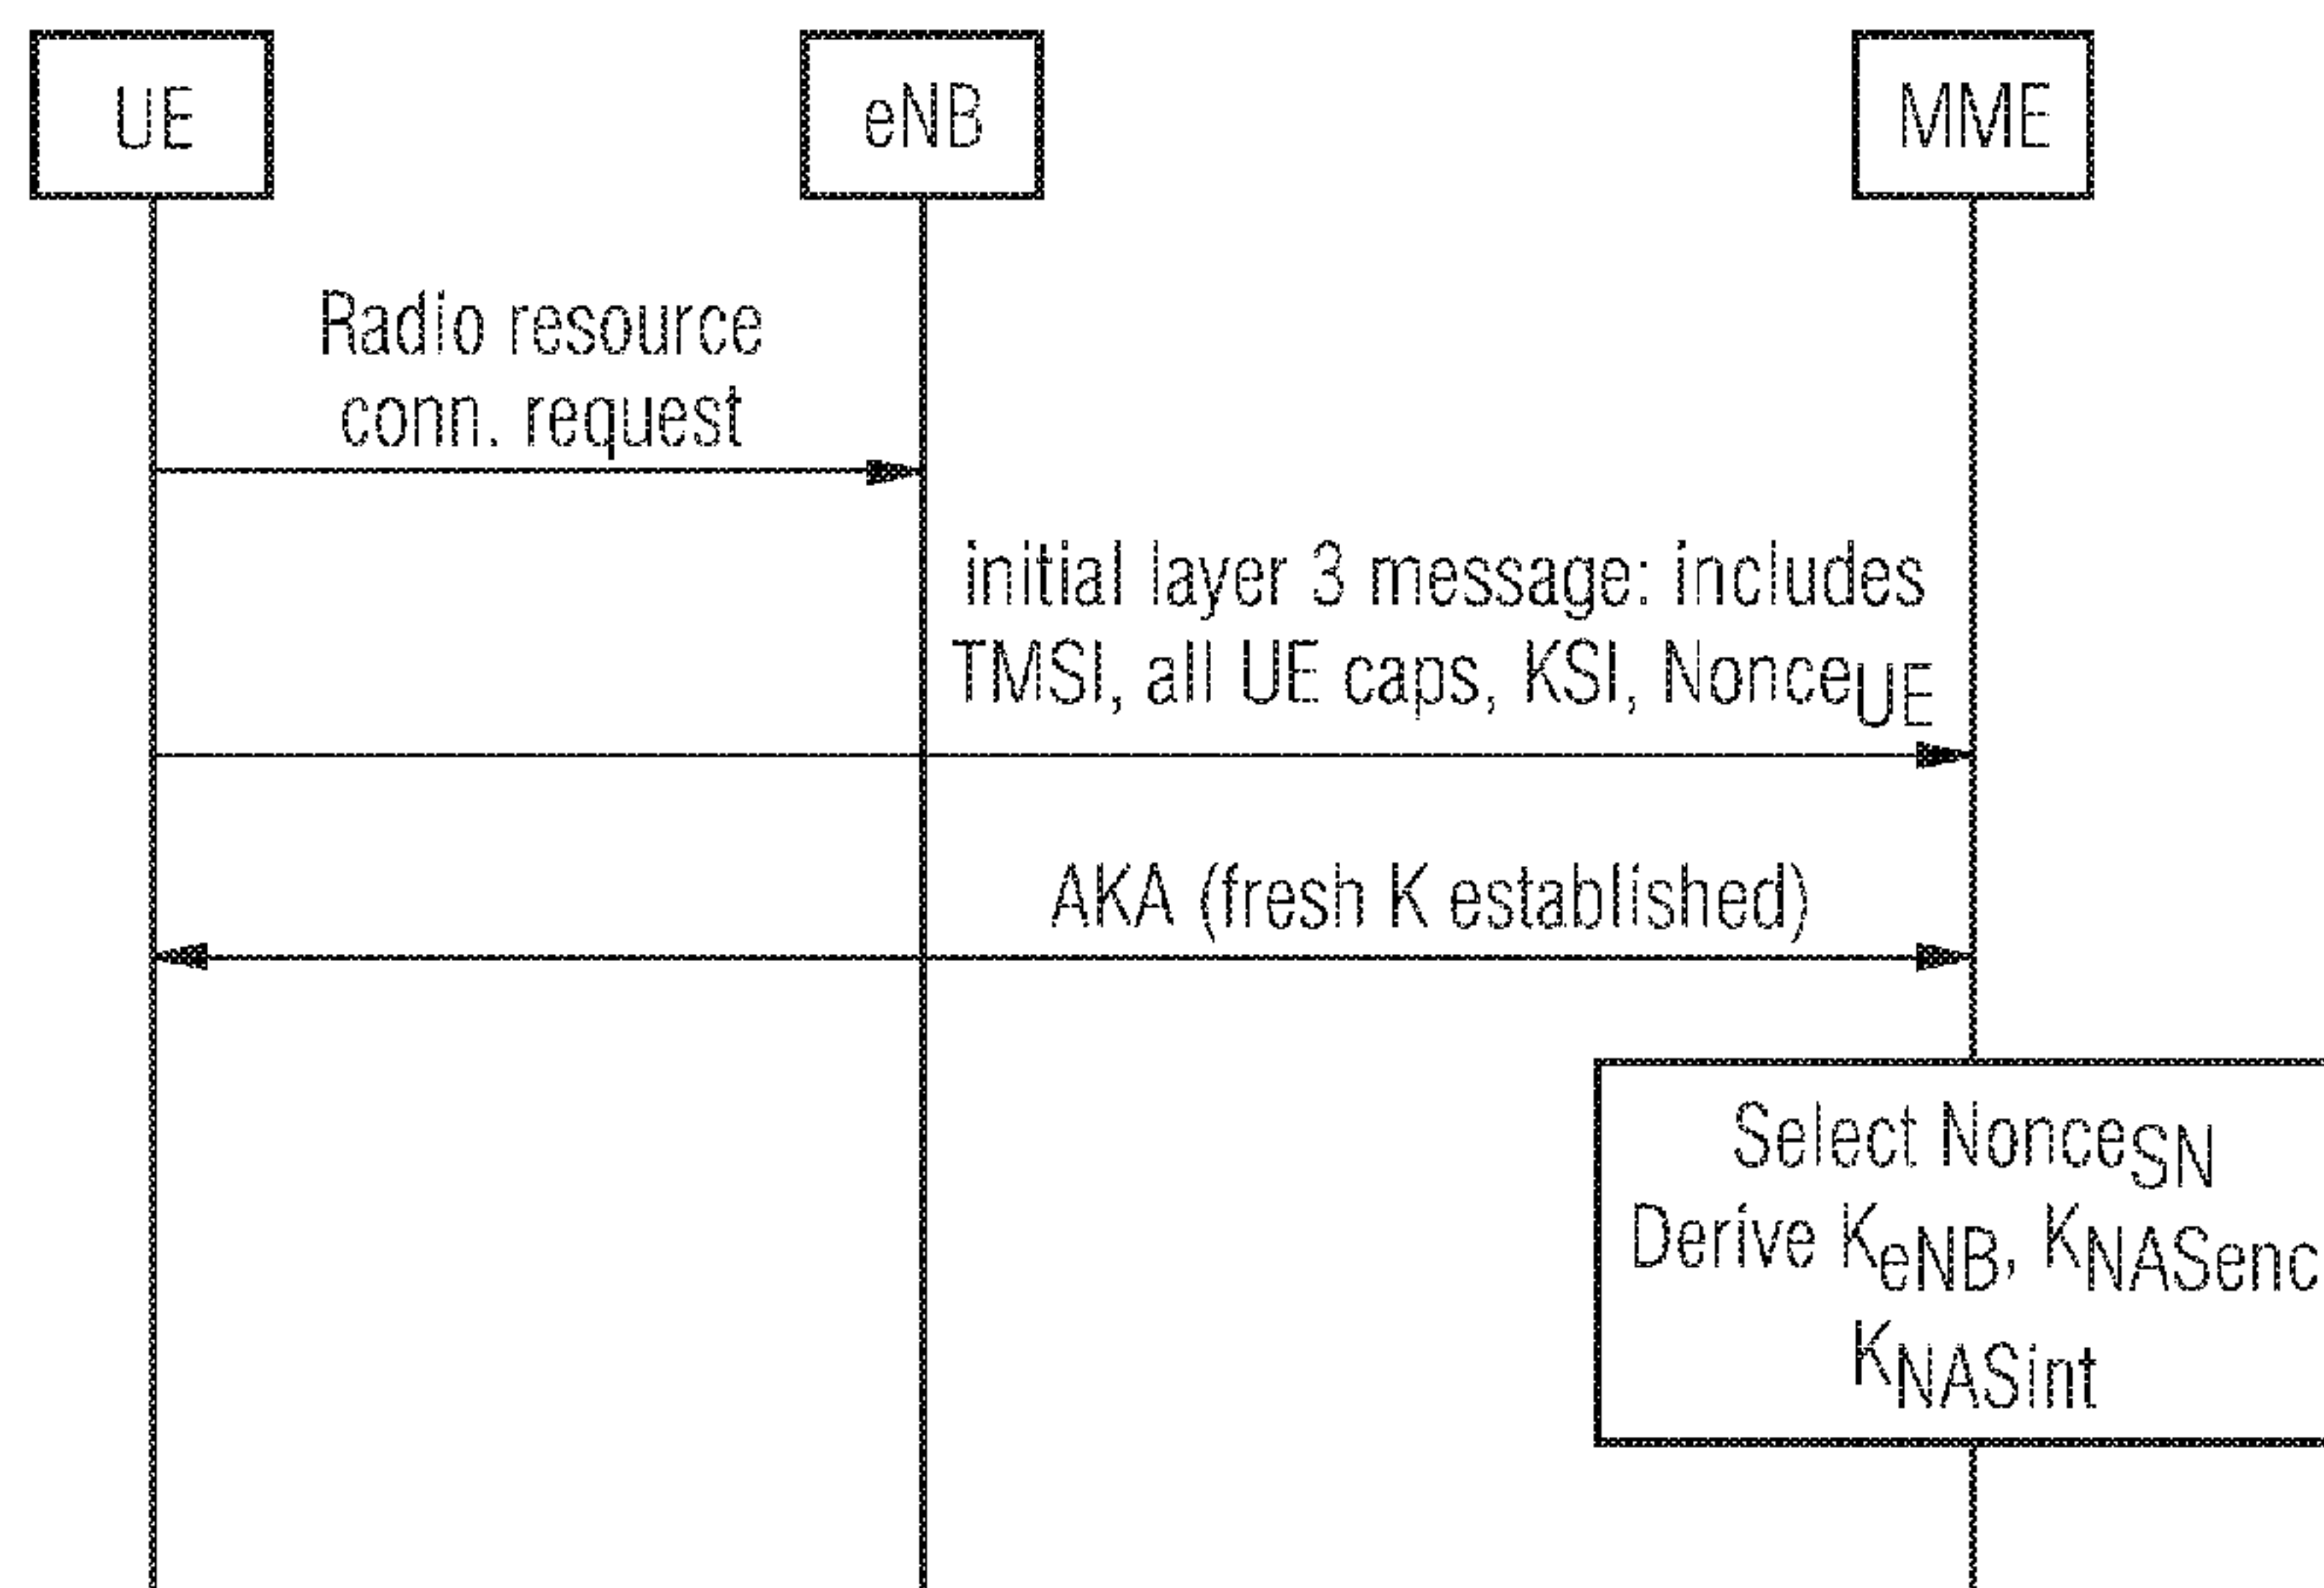 UE
eNB
MME
Radio resource
conn. request
initial layer 3 message: includes
TMSI, all UE caps, KSI, NonceUE
AKA (fresh K established)
Select NonceSN
Derive KeNB, KNASenc
KNASint